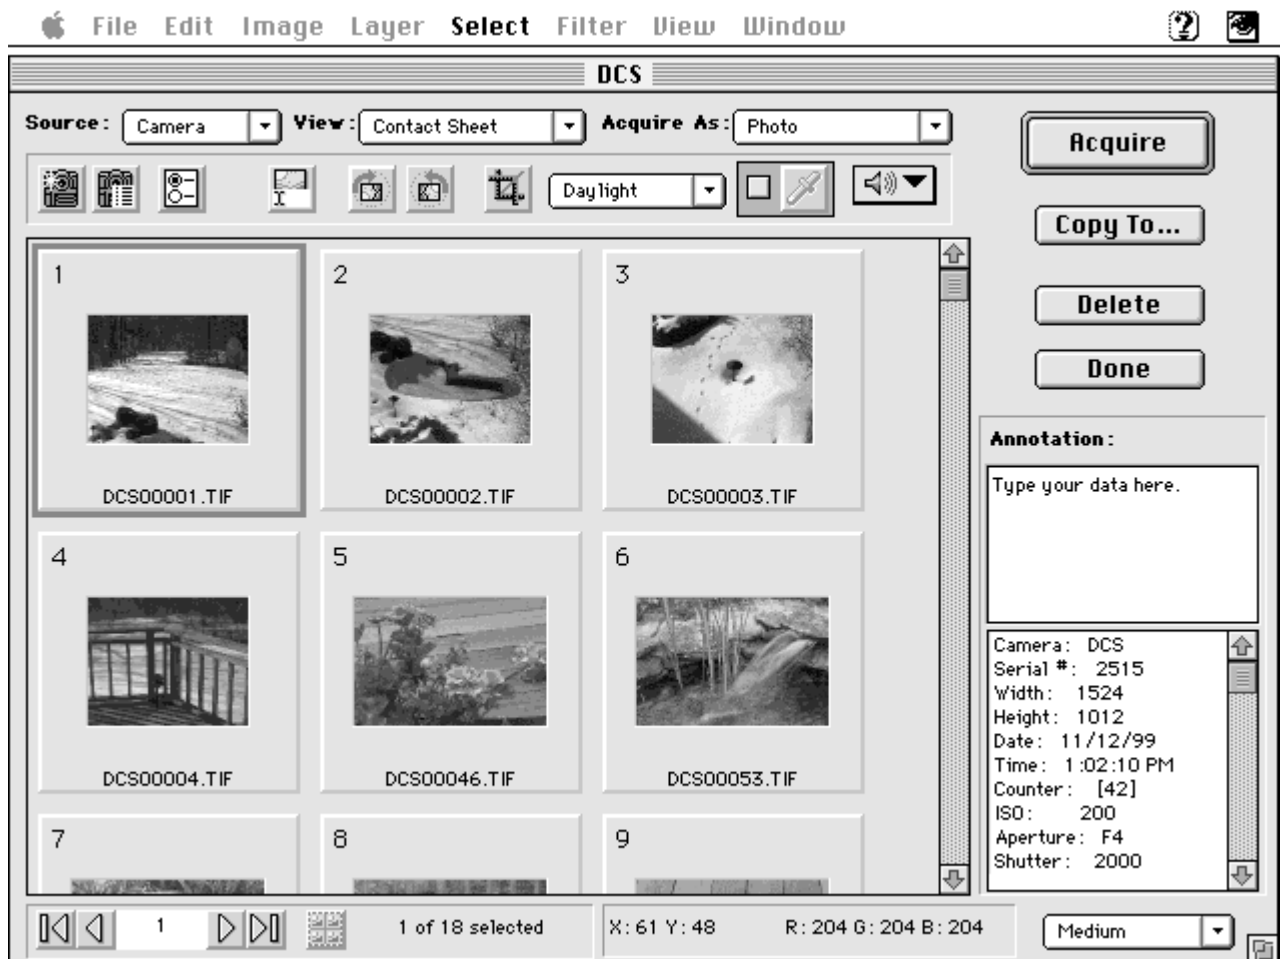 File Edit Image Layer Select Filter View Window
DCS
Source: Camera View: Contact Sheet Acquire As: Photo
Acquire
Daylight
Copy To...
Delete
Done
1
2
3
DCS00001.TIF
DCS00002.TIF
DCS00003.TIF
4
5
6
DCS00004.TIF
DCS00046.TIF
DCS00053.TIF
7
8
9
Annotation:
Type your data here.
Camera: DCS
Serial #: 2515
Width: 1524
Height: 1012
Date: 11/12/99
Time: 1:02:10 PM
Counter: [42]
ISO: 200
Aperture: F4
Shutter: 2000
1
1 of 18 selected
X: 61 Y: 48
R: 204 G: 204 B: 204
Medium